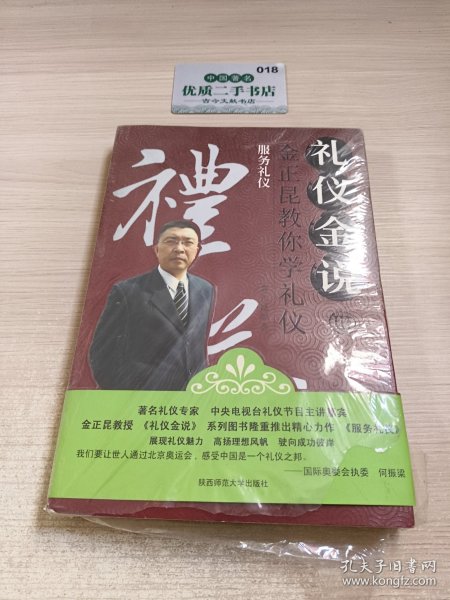 018
中国著名
优质二手书店
古今文献书店
礼仪金说
金正昆教你学礼仪
服务礼仪
禮
著名礼仪专家 中央电视台礼仪节目主讲嘉宾
金正昆教授 《礼仪金说》 系列图书隆重推出精心力作 《服务礼仪》
展现礼仪魅力 高扬理想风帆 驶向成功彼岸
我们要让世人通过北京奥运会，感受中国是一个礼仪之邦。
——国际奥委会执委 何振梁
陕西师范大学出版社
孔夫子旧书网
www.kongfz.com